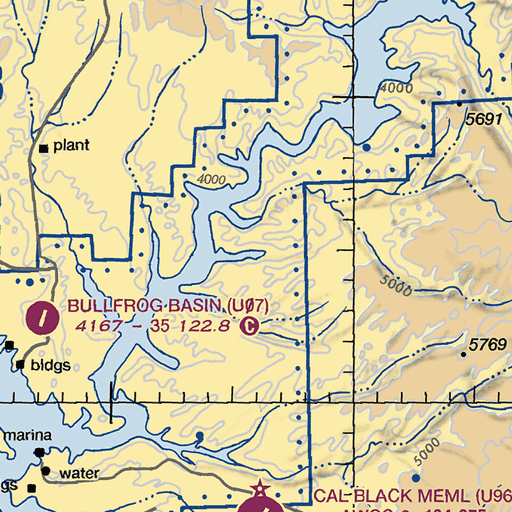 4000
5691
plant
4000
5000
BULLFROG BASIN (U07)
4167 - 35 122.8 C
5769
bldgs
marina
5000
water
gs
CAL BLACK MEML (U96